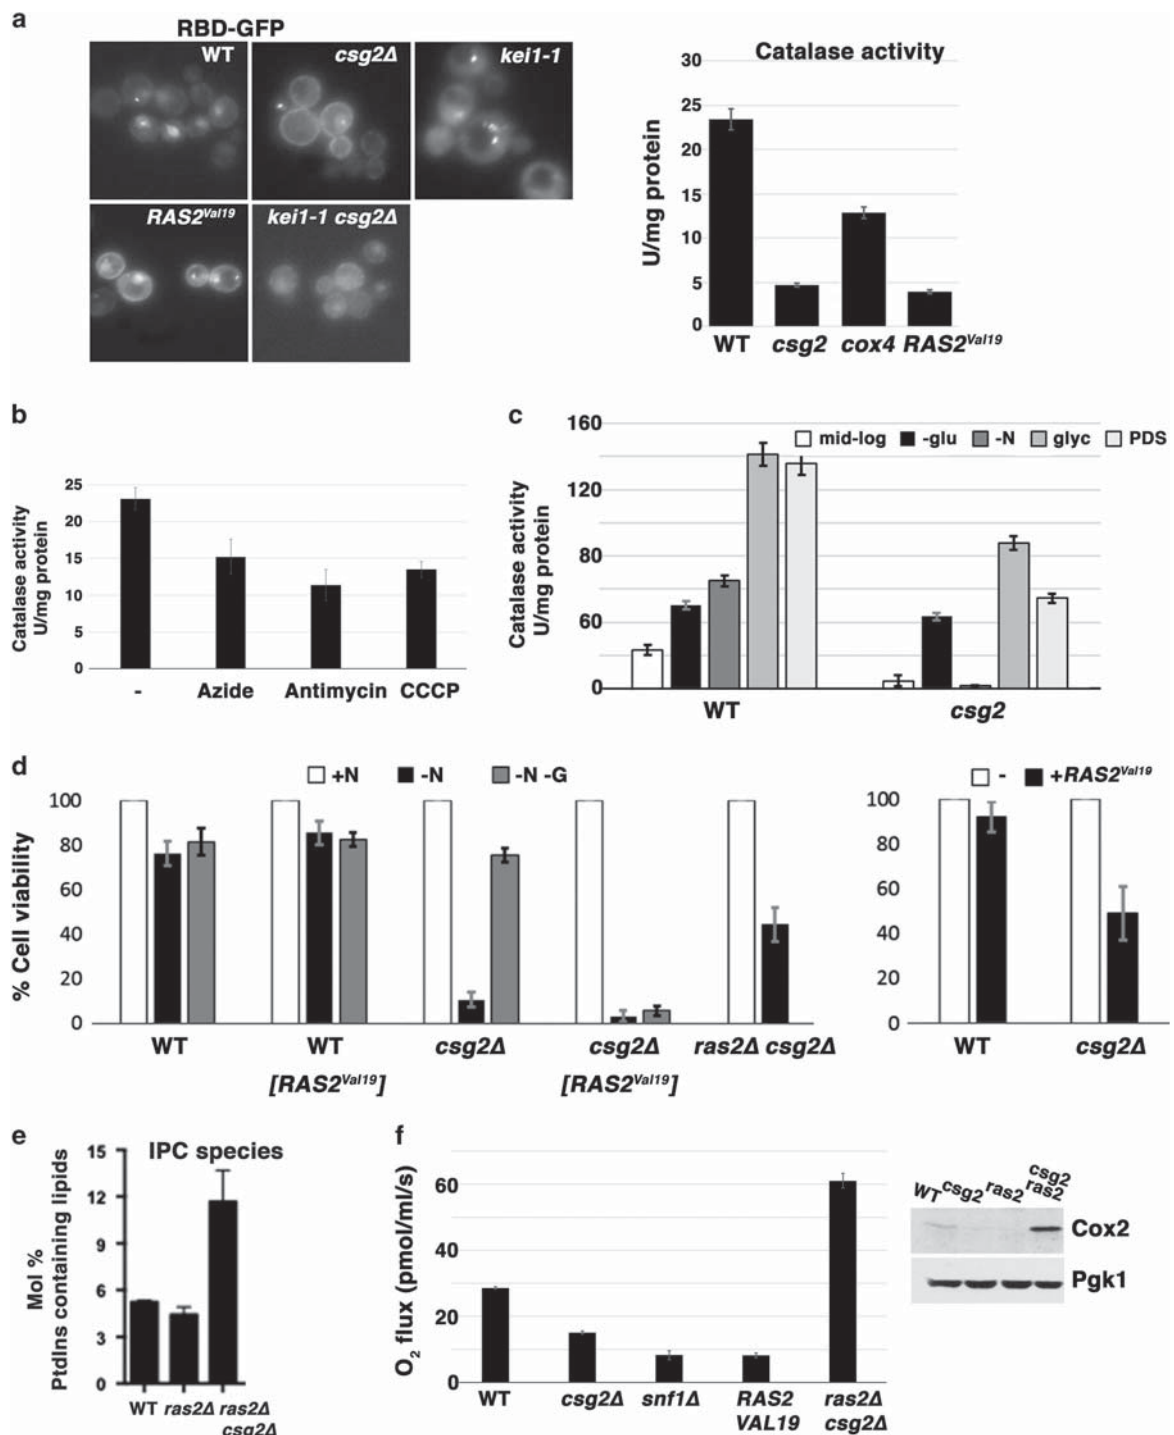 a
RBD-GFP
WT
csg2Δ
kei1-1
RAS2Val19
kei1-1 csg2Δ
Catalase activity
U/mg protein
30
25
20
15
10
5
0
WT csg2 cox4 RAS2Val19
b
Catalase activity
U/mg protein
25
20
15
10
5
0
- Azide Antimycin CCCP
c
Catalase activity
U/mg protein
160
120
80
60
0
mid-log -glu -N glyc PDS
WT csg2
d
+N -N -N -G
% Cell viability
100
80
60
40
20
0
WT WT csg2Δ csg2Δ ras2Δ csg2Δ
[RAS2Val19] [RAS2Val19]
- +RAS2Val19
100
80
60
40
20
0
WT csg2Δ
e
IPC species
Mol %
PtdIns containing lipids
15
12
9
6
3
0
WT ras2Δ ras2Δ
csg2Δ
f
O2 flux (pmol/ml/s)
60
40
20
0
WT csg2Δ snf1Δ RAS2 ras2Δ
VAL19 csg2Δ
WT csg2 ras2 csg2
ras2
Cox2
Pgk1